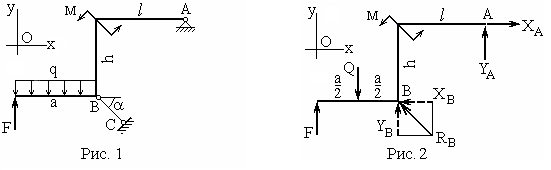 y
M
l
A
O
x
h
q
a
B
α
C
F
Рис. 1
y
M
l
A
X_A
O
x
h
Y_A
Q
a/2 a/2
B
X_B
Y_B
R_B
F
Рис. 2